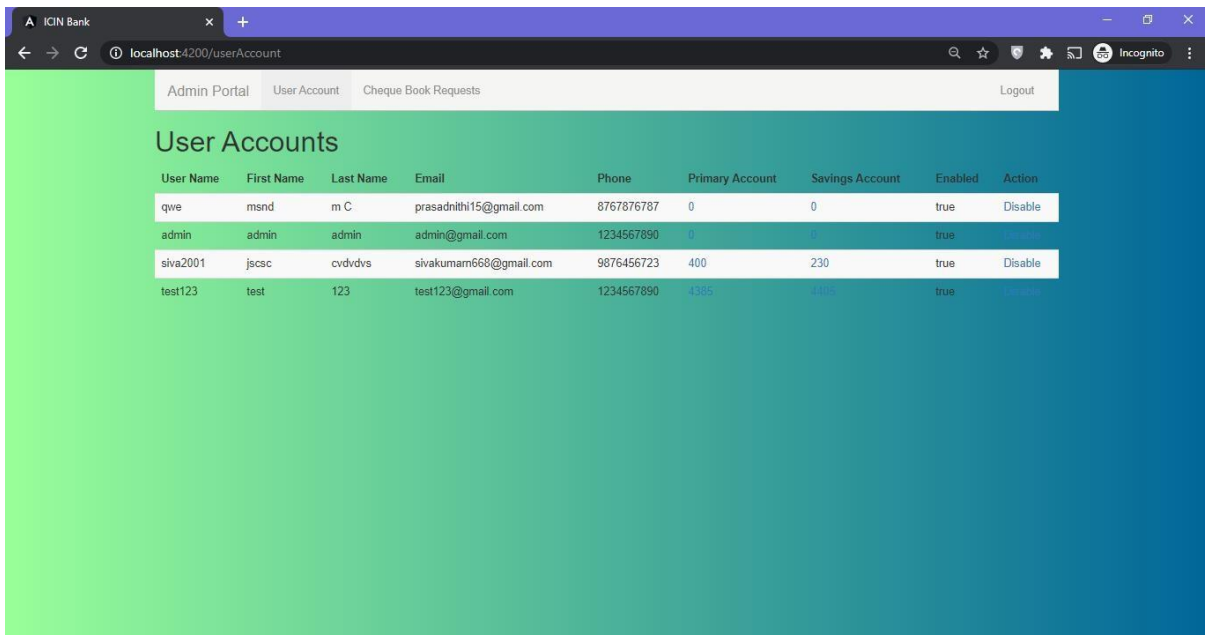 ICIN Bank
localhost:4200/userAccount
Incognito
Admin Portal User Account Cheque Book Requests Logout
User Accounts
User Name First Name Last Name Email Phone Primary Account Savings Account Enabled Action
qwe msnd m C prasadnithi15@gmail.com 8767876787 0 0 true Disable
admin admin admin admin@gmail.com 1234567890 0 0 true
siva2001 jscsc cvdvdvs sivakumarn668@gmail.com 9876456723 400 230 true Disable
test123 test 123 test123@gmail.com 1234567890 4385 true